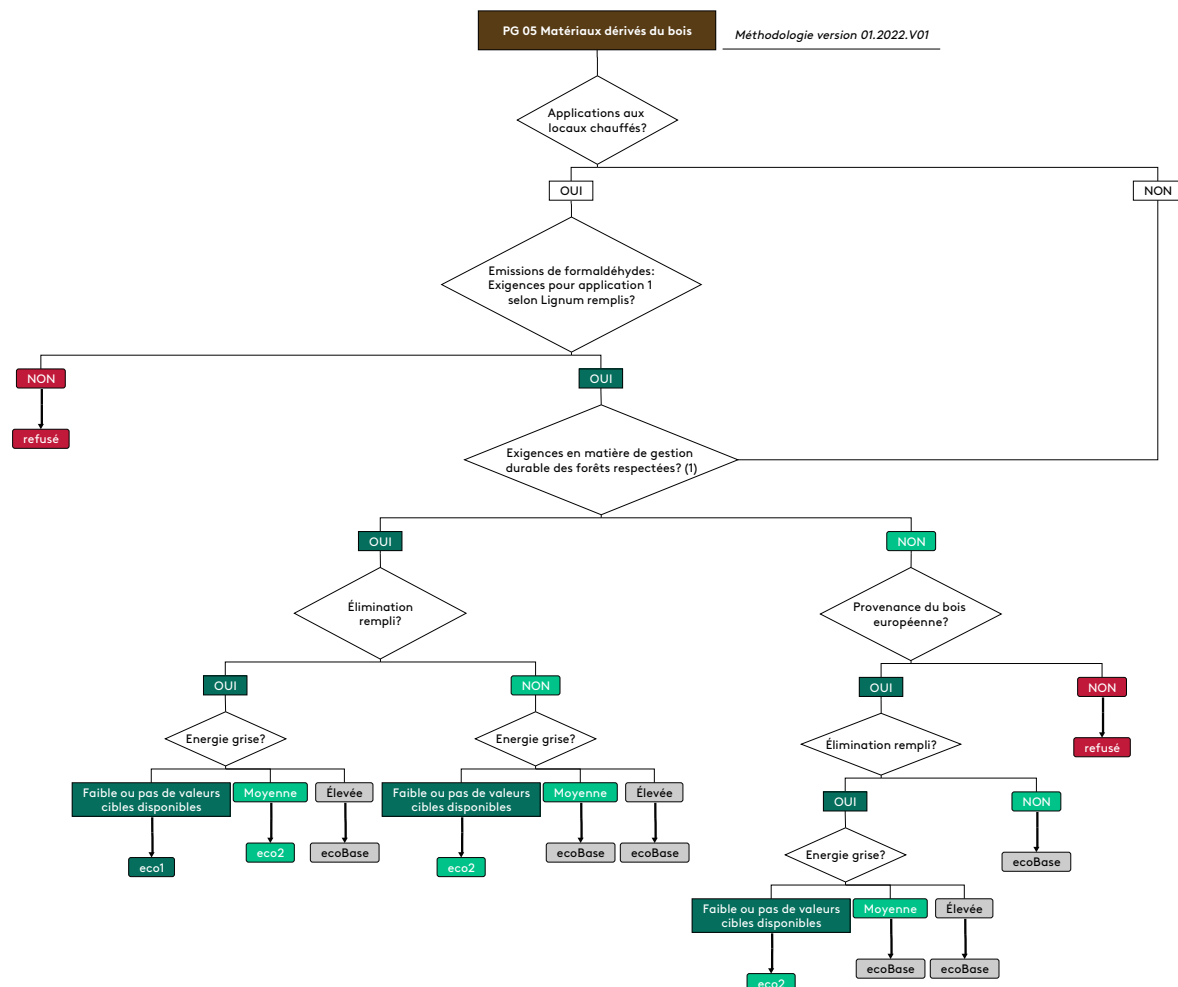 PG 05 Matériaux dérivés du bois
Méthodologie version 01.2022.V01
Applications aux
locaux chauffés?
OUI
NON
Emissions de formaldéhydes:
Exigences pour application 1
selon Lignum remplis?
NON
OUI
refusé
Exigences en matière de gestion
durable des forêts respectées? (1)
OUI
NON
Élimination
rempli?
Provenance du bois
européenne?
OUI
NON
OUI
NON
Energie grise?
Energie grise?
Élimination rempli?
refusé
Faible ou pas de valeurs
cibles disponibles
Moyenne
Élevée
Faible ou pas de valeurs
cibles disponibles
Moyenne
Élevée
OUI
NON
eco1
eco2
ecoBase
eco2
ecoBase
ecoBase
Energie grise?
ecoBase
Faible ou pas de valeurs
cibles disponibles
Moyenne
Élevée
eco2
ecoBase
ecoBase